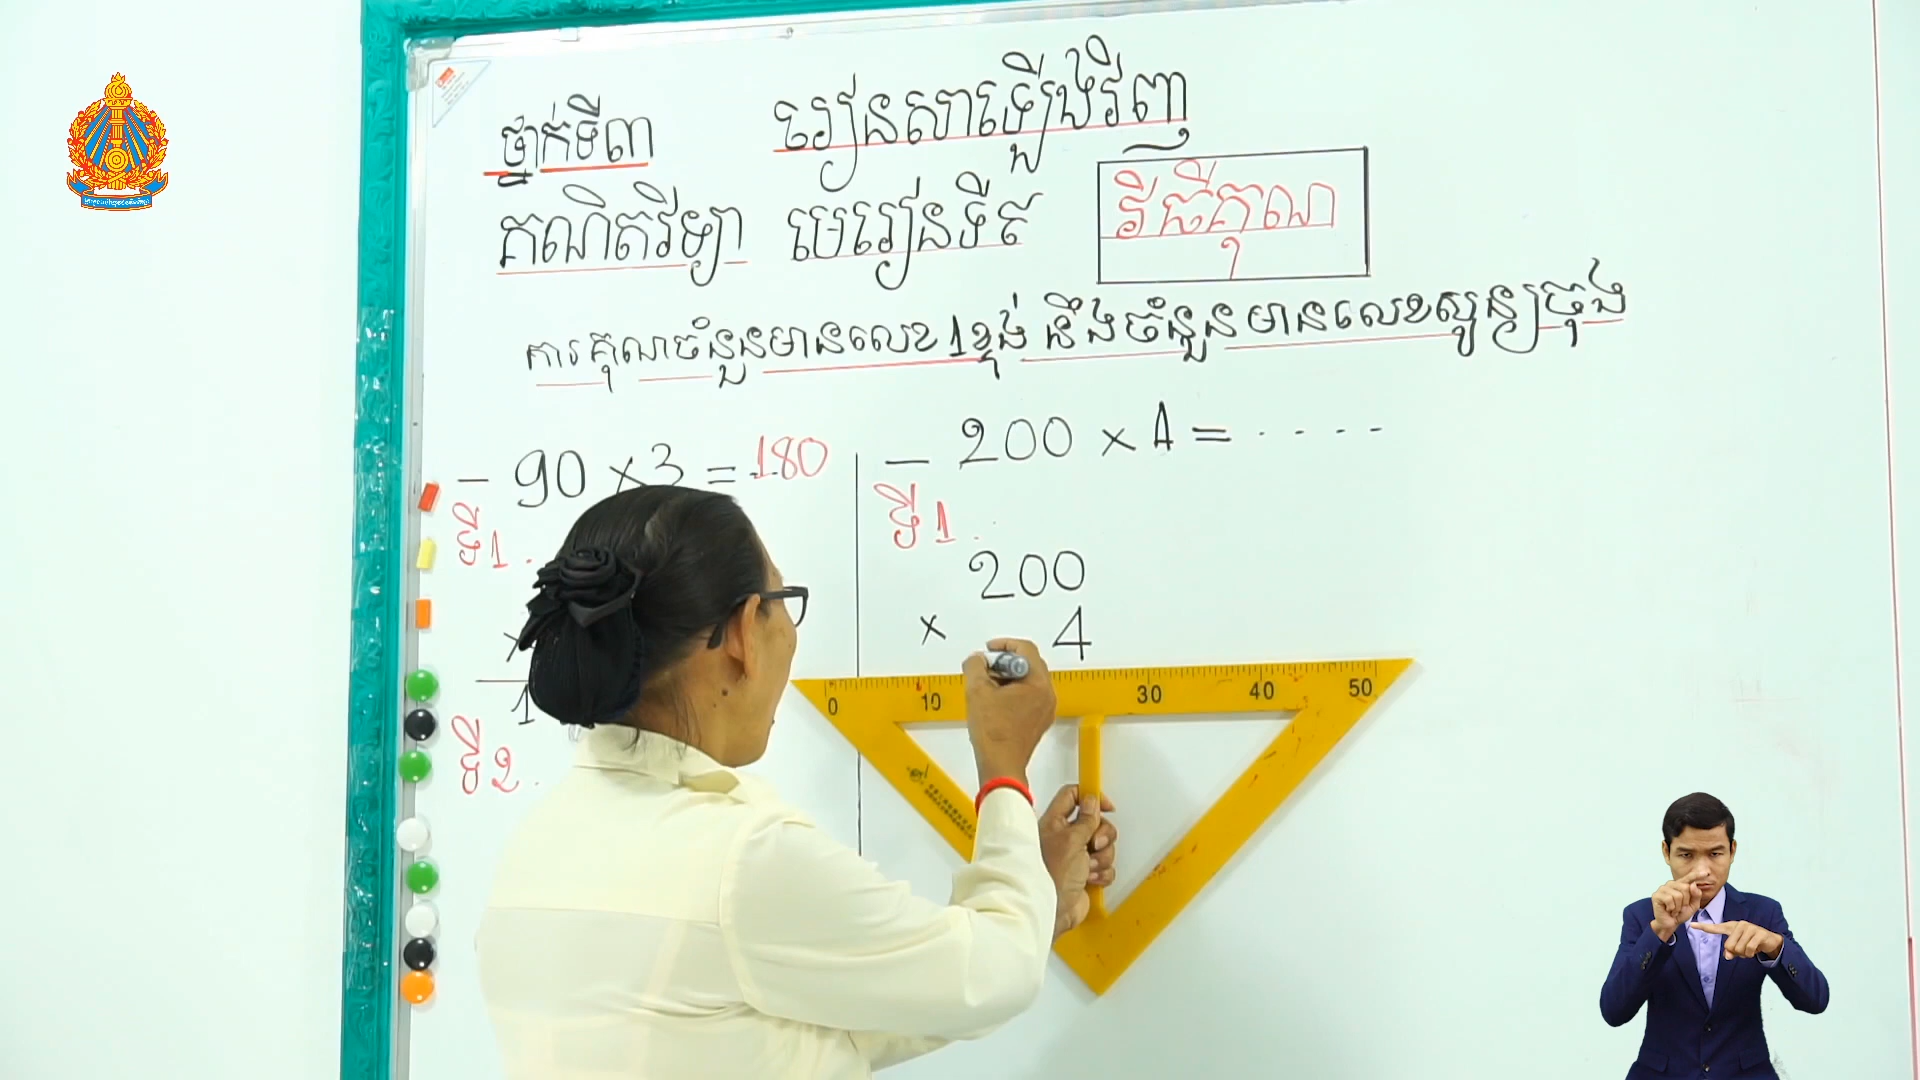 ថ្នាក់ទី៣ រៀនសាឡើងវិញ
គណិតវិទ្យា មេរៀនទី៩ វិធីគុណ
ការគុណចំនួនមានលេខ 1ខ្ទង់ នឹងចំនួនមានលេខសូន្យចុង
- 90 × 3 = 180
ទី1.
×
1
ទី2.
- 200 × 4 = ....
ទី1.
200
× 4
0 10 30 40 50